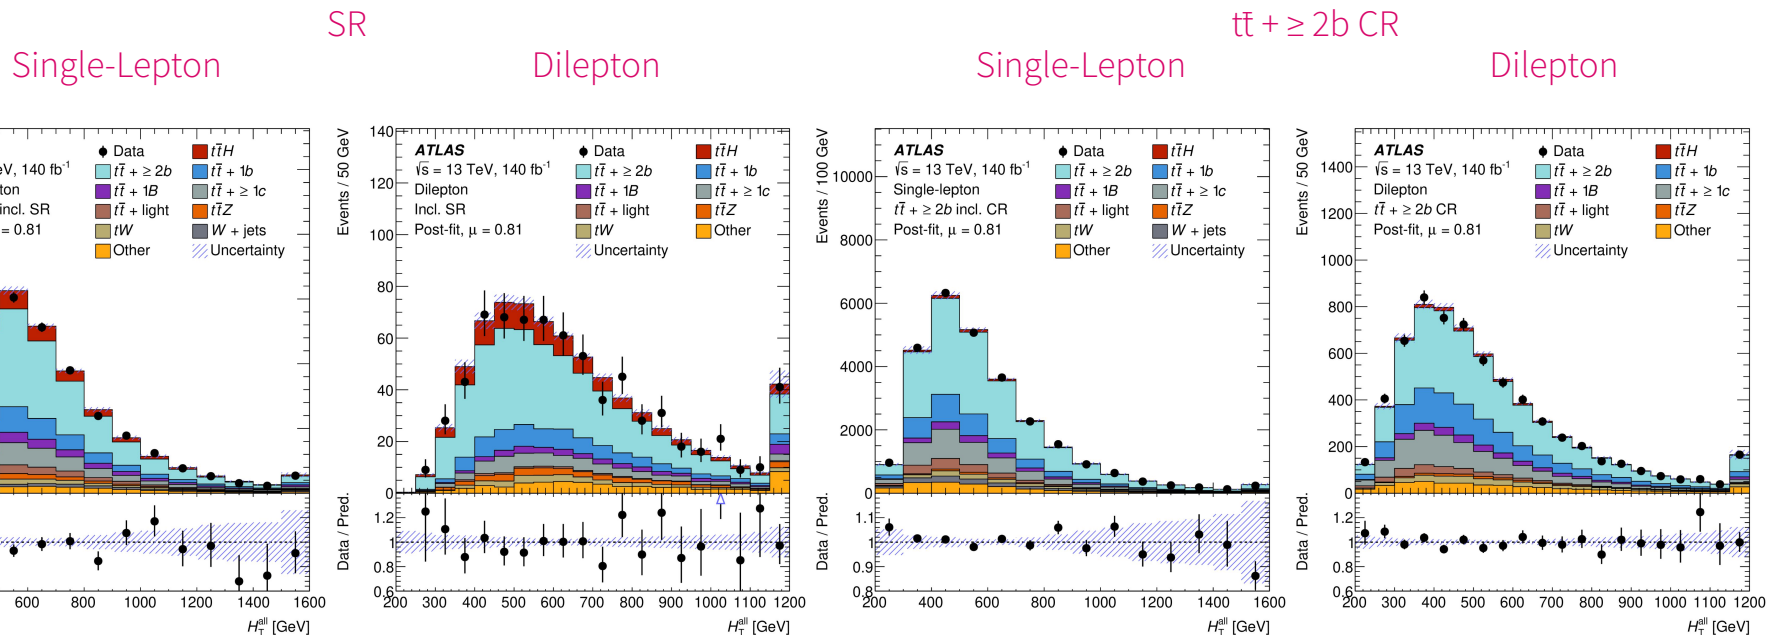 SR
tt̄ + ≥ 2b CR
Single-Lepton
Dilepton
Single-Lepton
Dilepton
eV, 140 fb⁻¹
ton
incl. SR
= 0.81
Data
tt̄H
tt̄ + ≥ 2b
tt̄ + 1b
tt̄ + 1B
tt̄ + ≥ 1c
tt̄ + light
tt̄Z
tW
W + jets
Other
Uncertainty
600 800 1000 1200 1400 1600
H_T^all [GeV]
Events / 50 GeV
140
120
100
80
60
40
20
0
ATLAS
√s = 13 TeV, 140 fb⁻¹
Dilepton
Incl. SR
Post-fit, μ = 0.81
Data
tt̄H
tt̄ + ≥ 2b
tt̄ + 1b
tt̄ + 1B
tt̄ + ≥ 1c
tt̄ + light
tt̄Z
tW
Other
Uncertainty
Data / Pred.
1.2
1
0.8
0.6
200 300 400 500 600 700 800 900 1000 1100 1200
H_T^all [GeV]
Events / 100 GeV
10000
8000
6000
4000
2000
0
ATLAS
√s = 13 TeV, 140 fb⁻¹
Single-lepton
tt̄ + ≥ 2b incl. CR
Post-fit, μ = 0.81
Data
tt̄H
tt̄ + ≥ 2b
tt̄ + 1b
tt̄ + 1B
tt̄ + ≥ 1c
tt̄ + light
tt̄Z
tW
W + jets
Other
Uncertainty
Data / Pred.
1.1
1
0.9
0.8
200 400 600 800 1000 1200 1400 1600
H_T^all [GeV]
Events / 50 GeV
1400
1200
1000
800
600
400
200
0
ATLAS
√s = 13 TeV, 140 fb⁻¹
Dilepton
tt̄ + ≥ 2b CR
Post-fit, μ = 0.81
Data
tt̄H
tt̄ + ≥ 2b
tt̄ + 1b
tt̄ + 1B
tt̄ + ≥ 1c
tt̄ + light
tt̄Z
tW
Other
Uncertainty
Data / Pred.
1.2
1
0.8
0.6
200 300 400 500 600 700 800 900 1000 1100 1200
H_T^all [GeV]